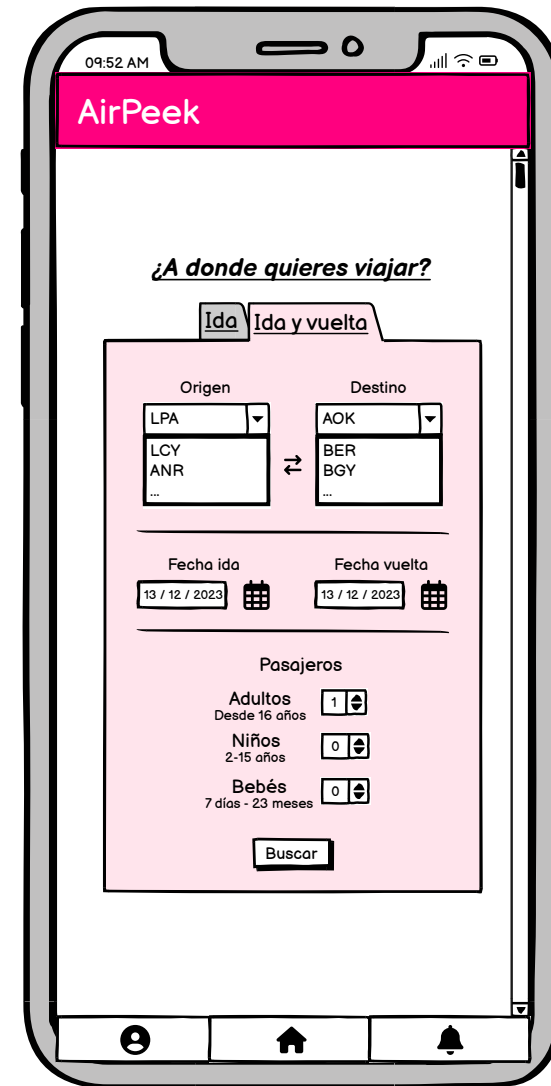 09:52 AM
AirPeek
¿A donde quieres viajar?
Ida Ida y vuelta
Origen Destino
LPA AOK
LCY BER
ANR BGY
... ...
Fecha ida Fecha vuelta
13 / 12 / 2023 13 / 12 / 2023
Pasajeros
Adultos 1
Desde 16 años
Niños 0
2-15 años
Bebés 0
7 días - 23 meses
Buscar